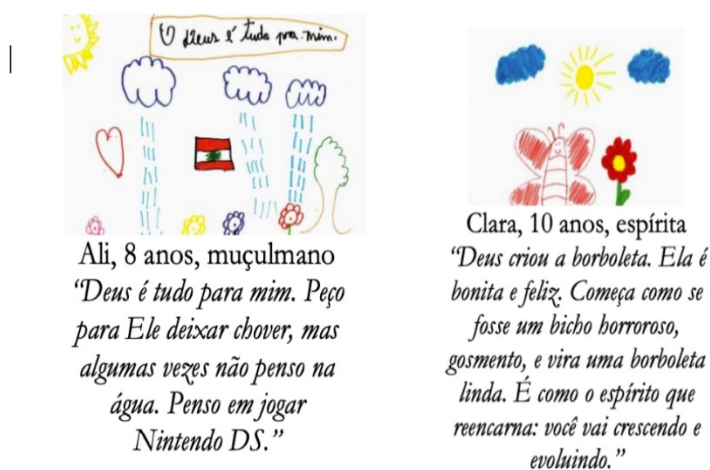 Deus é tudo pra mim.
Ali, 8 anos, muçulmano
“Deus é tudo para mim. Peço
para Ele deixar chover, mas
algumas vezes não penso na
água. Penso em jogar
Nintendo DS.”
Clara, 10 anos, espírita
“Deus criou a borboleta. Ela é
bonita e feliz. Começa como se
fosse um bicho horroroso,
gosmento, e vira uma borboleta
linda. É como o espírito que
reencarna: você vai crescendo e
evoluindo.”